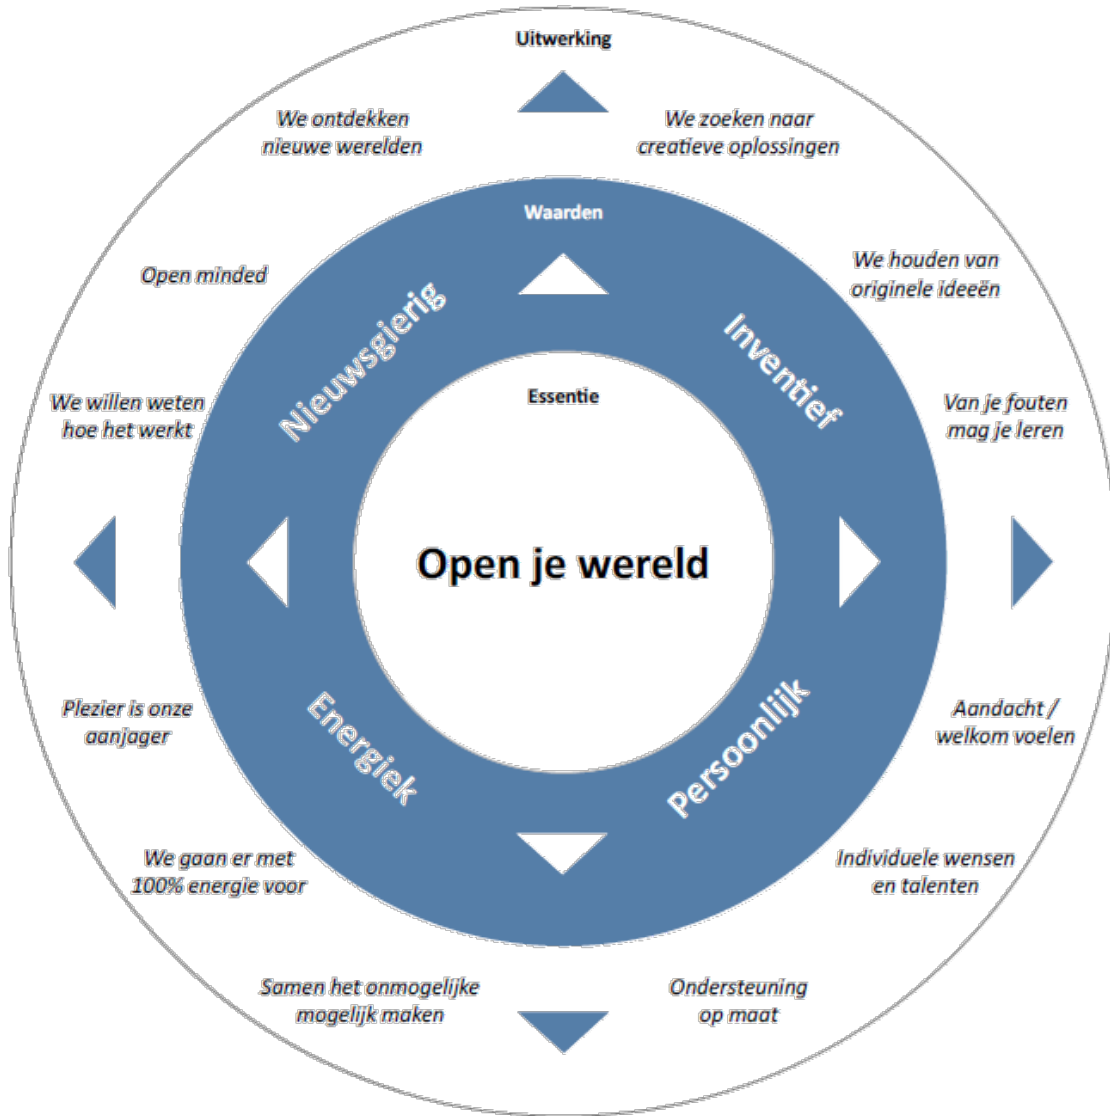 Uitwerking
We ontdekken
nieuwe werelden
We zoeken naar
creatieve oplossingen
Waarden
Open minded
We houden van
originele ideeën
Nieuwsgierig
Inventief
Essentie
We willen weten
hoe het werkt
Van je fouten
mag je leren
Open je wereld
Plezier is onze
aanjager
Energiek
Persoonlijk
Aandacht /
welkom voelen
We gaan er met
100% energie voor
Individuele wensen
en talenten
Samen het onmogelijke
mogelijk maken
Ondersteuning
op maat